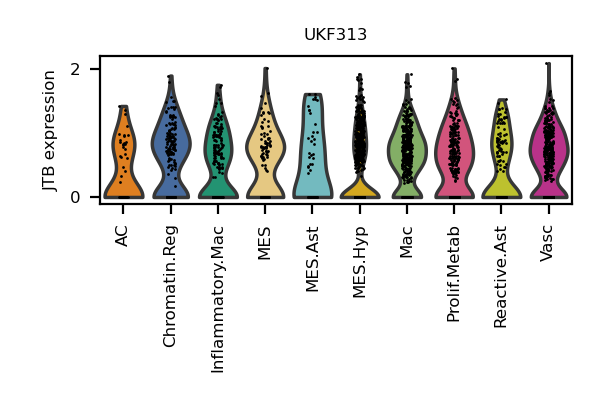 UKF313
JTB expression
2
0
AC
Chromatin.Reg
Inflammatory.Mac
MES
MES.Ast
MES.Hyp
Mac
Prolif.Metab
Reactive.Ast
Vasc